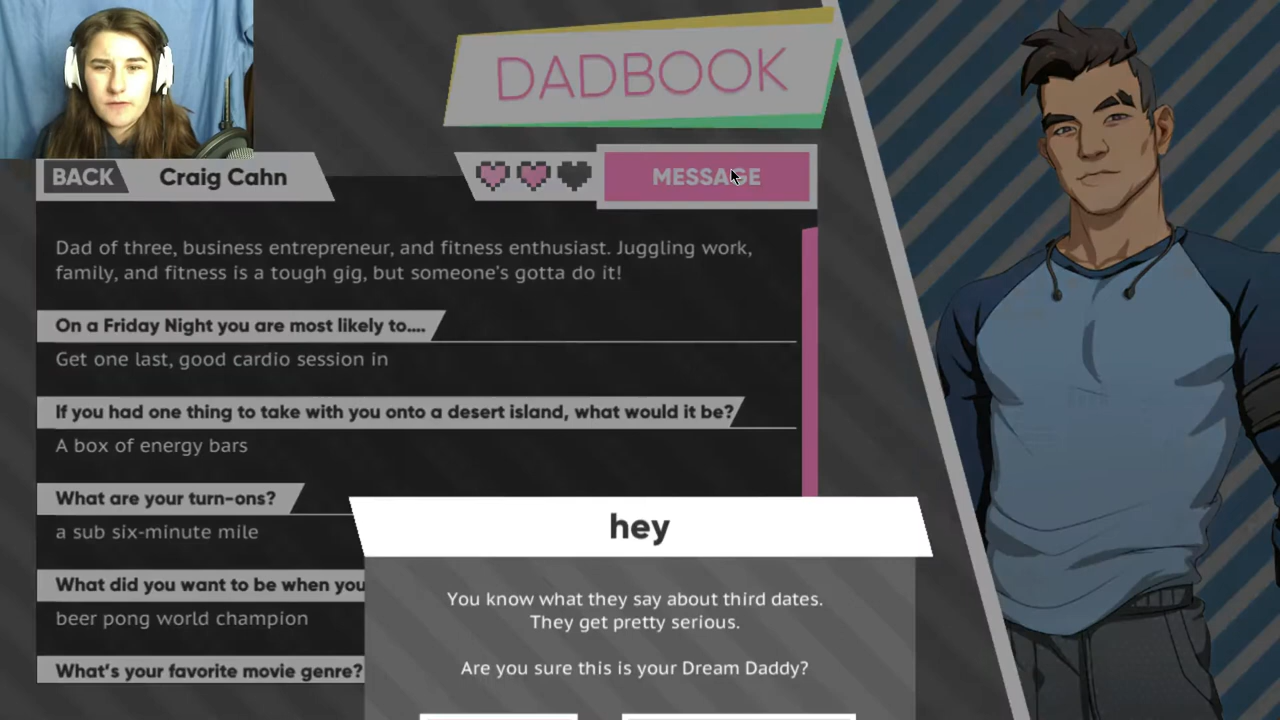 DADBOOK
BACK
Craig Cahn
MESSAGE
Dad of three, business entrepreneur, and fitness enthusiast. Juggling work,
family, and fitness is a tough gig, but someone's gotta do it!
On a Friday Night you are most likely to....
Get one last, good cardio session in
If you had one thing to take with you onto a desert island, what would it be?
A box of energy bars
What are your turn-ons?
a sub six-minute mile
What did you want to be when you
beer pong world champion
What's your favorite movie genre?
hey
You know what they say about third dates.
They get pretty serious.
Are you sure this is your Dream Daddy?